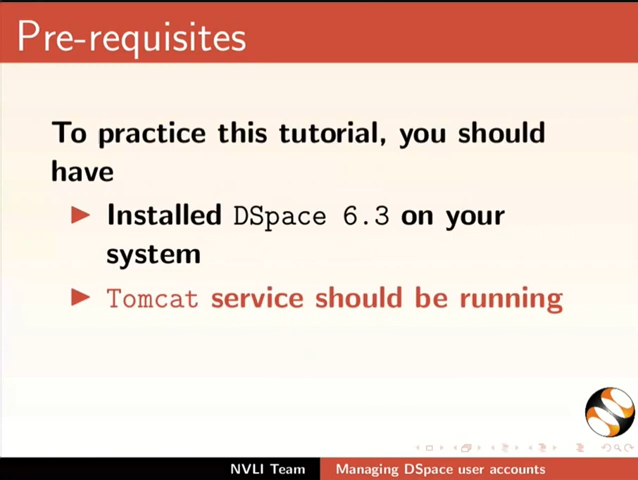 Pre-requisites
To practice this tutorial, you should
have
Installed DSpace 6.3 on your
system
Tomcat service should be running
NVLI Team Managing DSpace user accounts